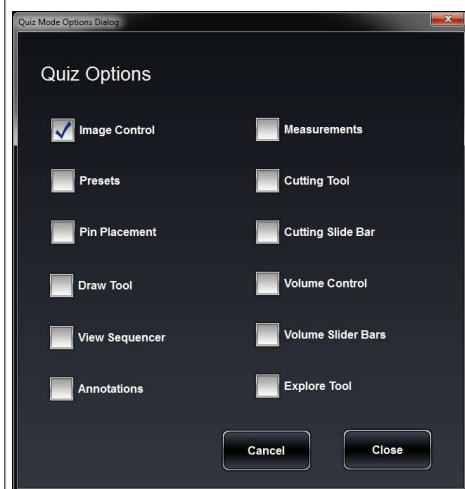 Quiz Mode Options Dialog
Quiz Options
Image Control
Measurements
Presets
Cutting Tool
Pin Placement
Cutting Slide Bar
Draw Tool
Volume Control
View Sequencer
Volume Slider Bars
Annotations
Explore Tool
Cancel
Close